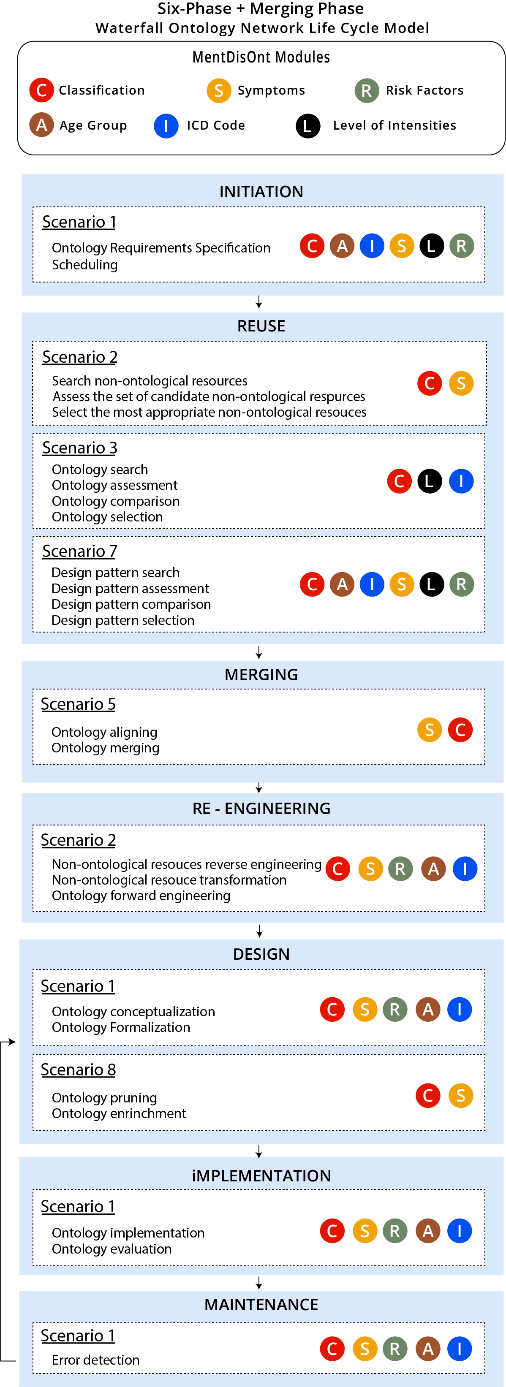 Six-Phase + Merging Phase
Waterfall Ontology Network Life Cycle Model
MentDisOnt Modules
C Classification S Symptoms R Risk Factors
A Age Group I ICD Code L Level of Intensities
INITIATION
Scenario 1
Ontology Requirements Specification
Scheduling
C A I S L R
REUSE
Scenario 2
Search non-ontological resources
Assess the set of candidate non-ontological respurces
Select the most appropriate non-ontological resouces
C S
Scenario 3
Ontology search
Ontology assessment
Ontology comparison
Ontology selection
C L I
Scenario 7
Design pattern search
Design pattern assessment
Design pattern comparison
Design pattern selection
C A I S L R
MERGING
Scenario 5
Ontology aligning
Ontology merging
S C
RE - ENGINEERING
Scenario 2
Non-ontological resouces reverse engineering
Non-ontological resouce transformation
Ontology forward engineering
C S R A I
DESIGN
Scenario 1
Ontology conceptualization
Ontology Formalization
C S R A I
Scenario 8
Ontology pruning
Ontology enrinchment
C S
iMPLEMENTATION
Scenario 1
Ontology implementation
Ontology evaluation
C S R A I
MAINTENANCE
Scenario 1
Error detection
C S R A I